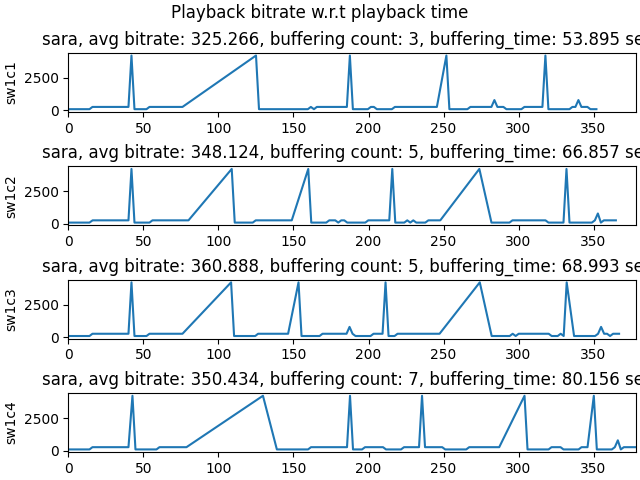 Playback bitrate w.r.t playback time
sara, avg bitrate: 325.266, buffering count: 3, buffering_time: 53.895 se
sw1c1
2500
0
0 50 100 150 200 250 300 350
sara, avg bitrate: 348.124, buffering count: 5, buffering_time: 66.857 se
sw1c2
2500
0
0 50 100 150 200 250 300 350
sara, avg bitrate: 360.888, buffering count: 5, buffering_time: 68.993 se
sw1c3
2500
0
0 50 100 150 200 250 300 350
sara, avg bitrate: 350.434, buffering count: 7, buffering_time: 80.156 se
sw1c4
2500
0
0 50 100 150 200 250 300 350